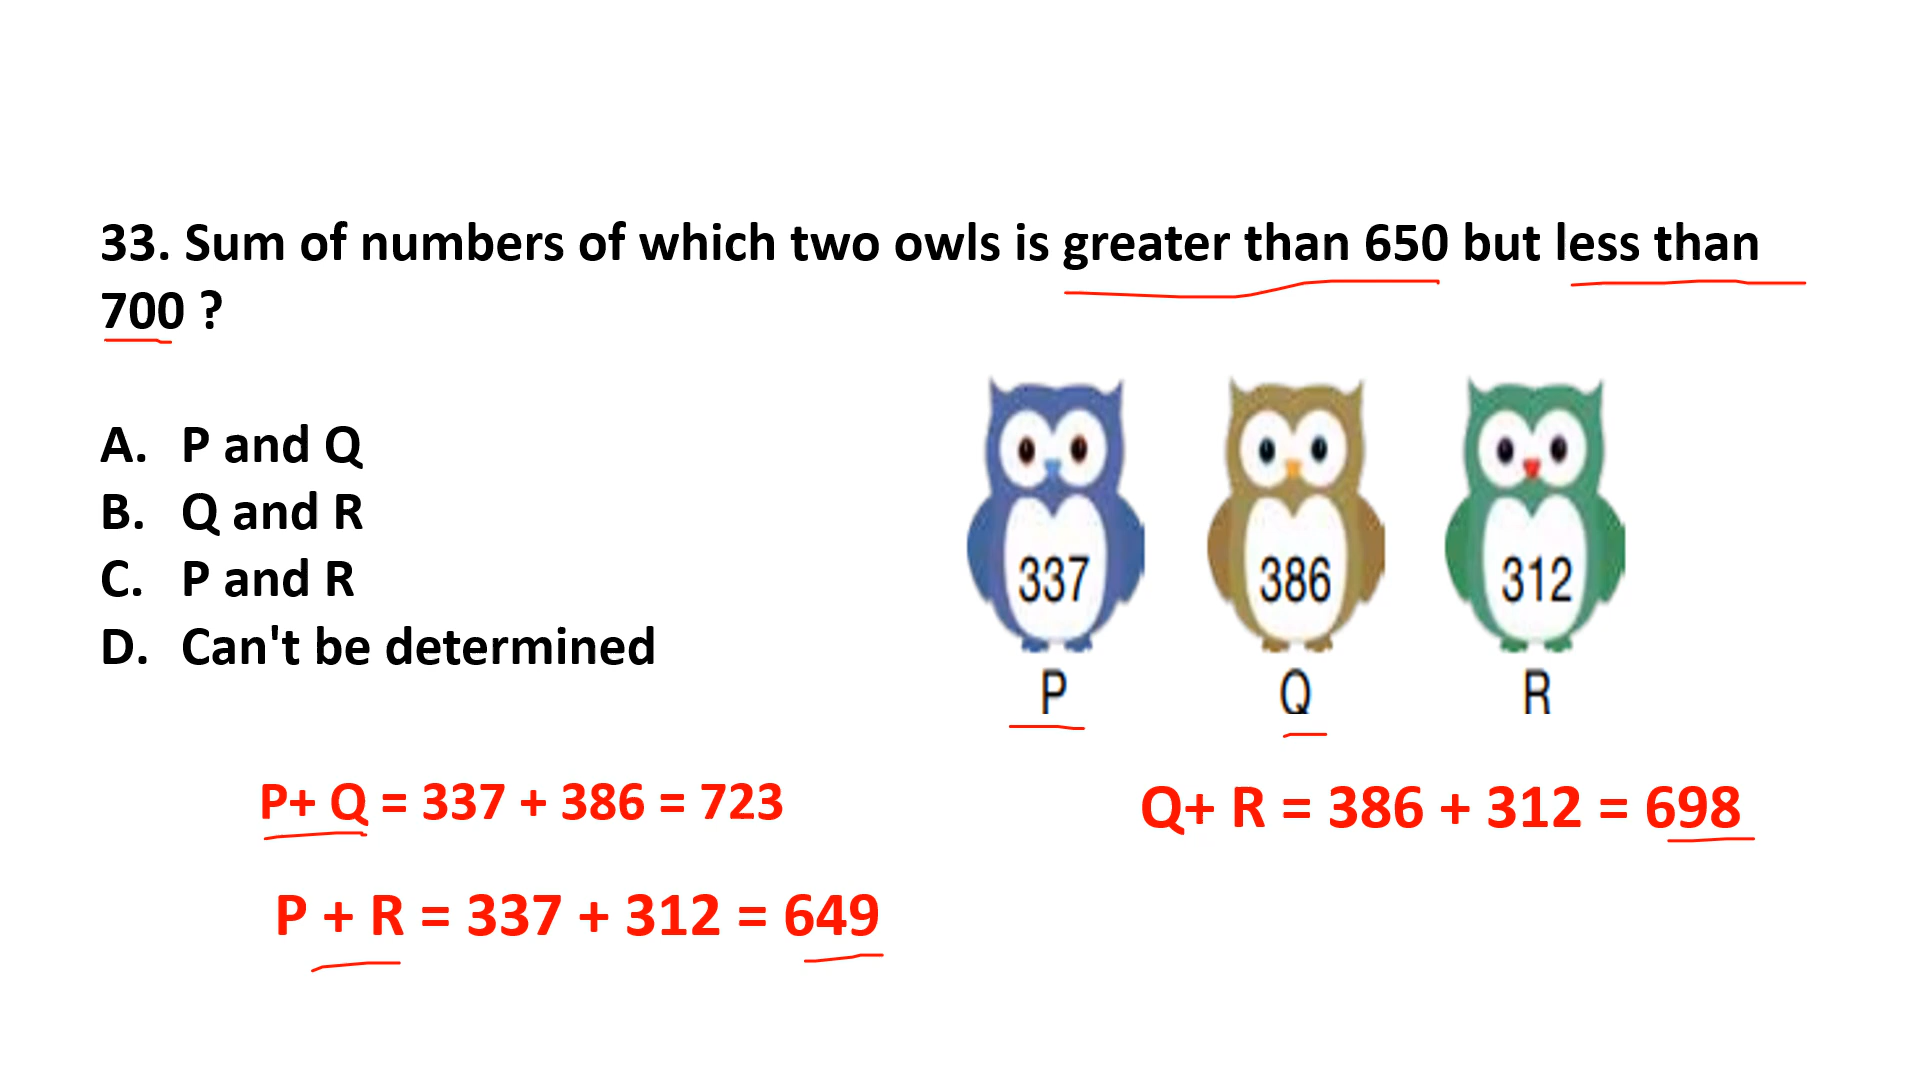 33. Sum of numbers of which two owls is greater than 650 but less than
700 ?
A. P and Q
B. Q and R
C. P and R
D. Can't be determined
337 386 312
P Q R
P+ Q = 337 + 386 = 723
Q+ R = 386 + 312 = 698
P + R = 337 + 312 = 649